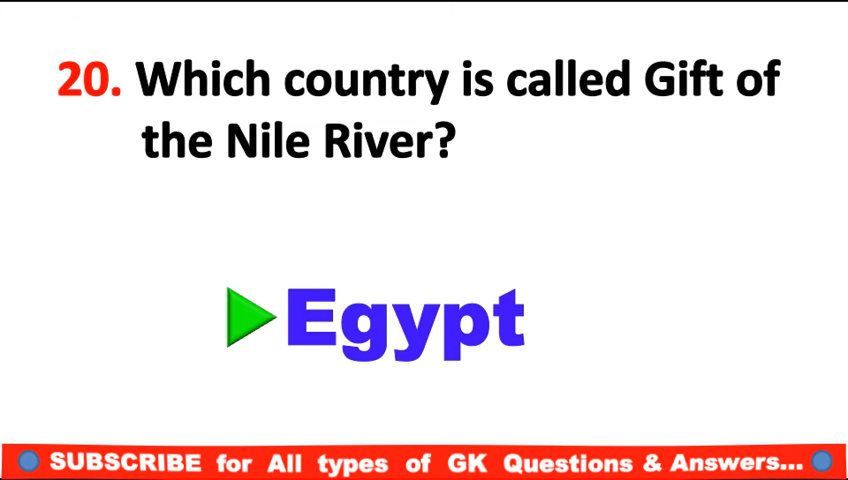 20. Which country is called Gift of
the Nile River?
Egypt
SUBSCRIBE for All types of GK Questions & Answers...